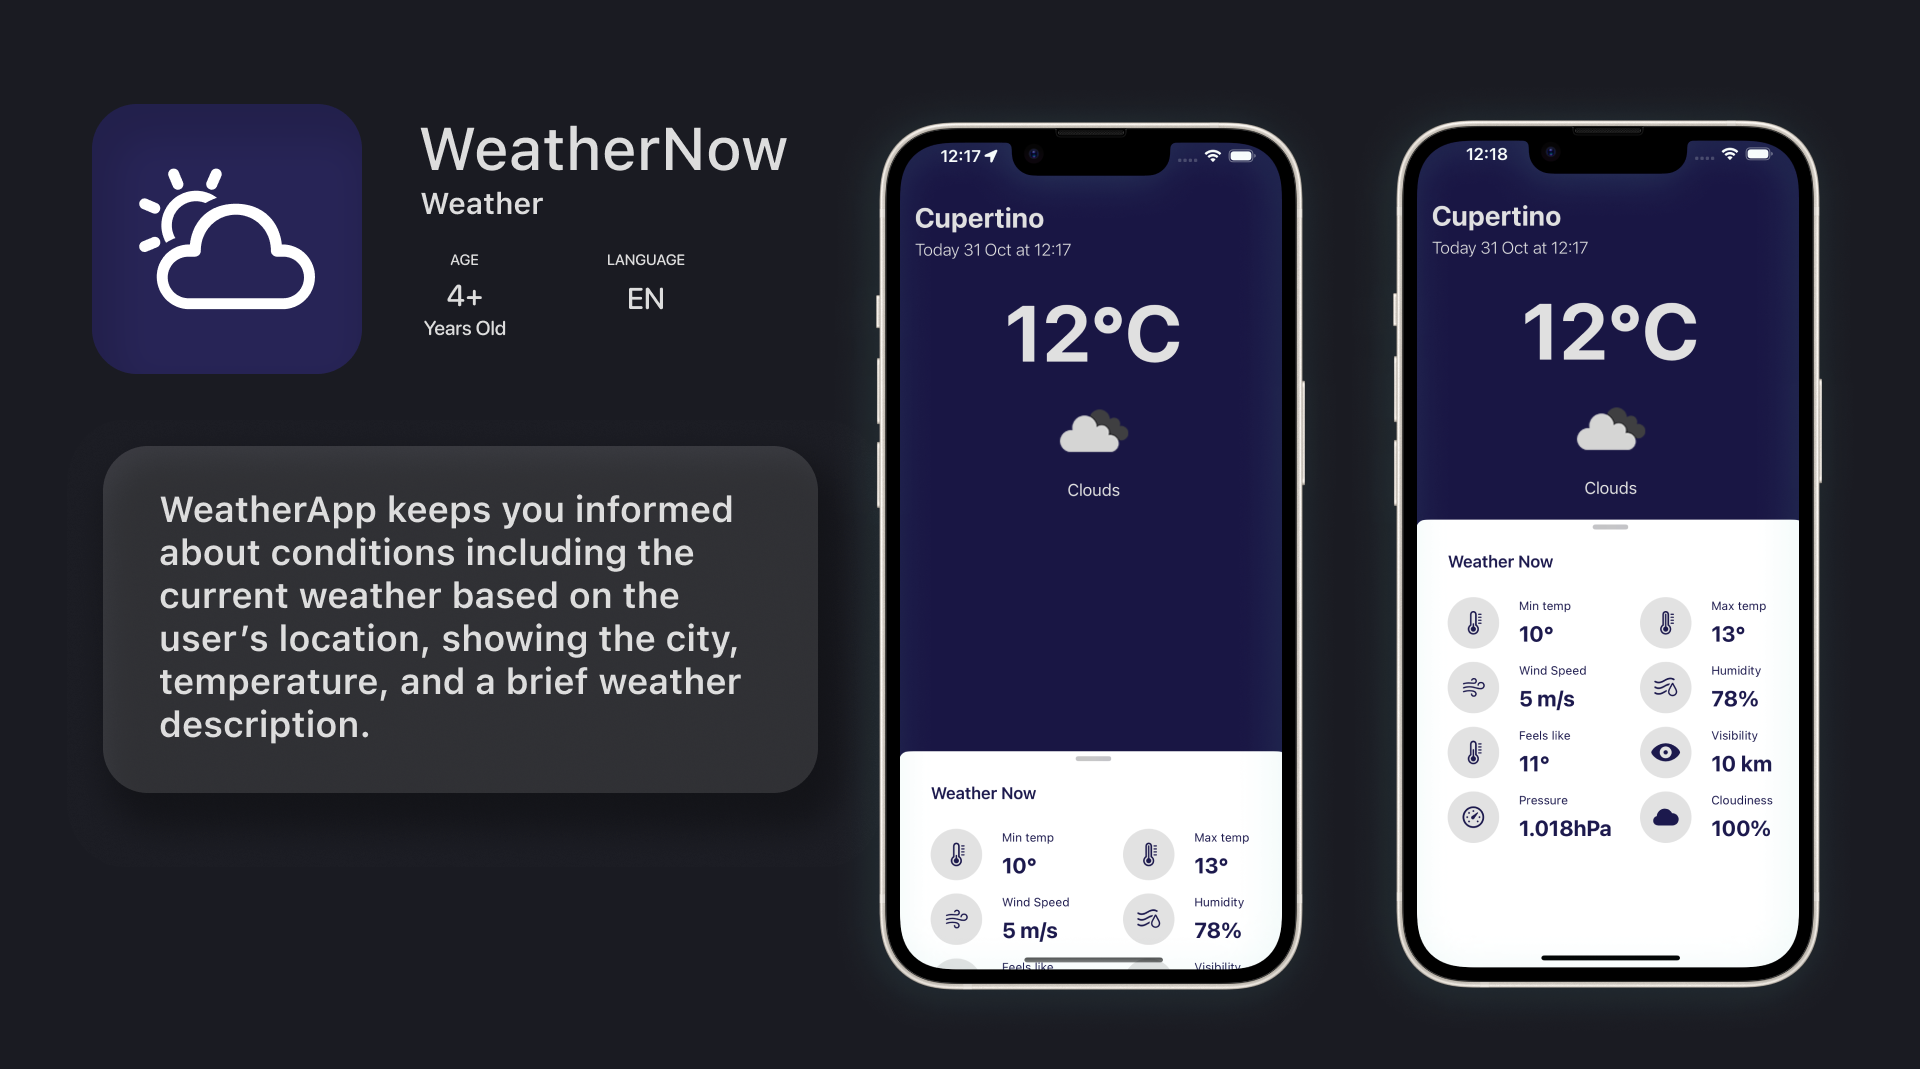 WeatherNow
Weather
AGE
4+
Years Old
LANGUAGE
EN
WeatherApp keeps you informed
about conditions including the
current weather based on the
user’s location, showing the city,
temperature, and a brief weather
description.
12:17
Cupertino
Today 31 Oct at 12:17
12°C
Clouds
Weather Now
Min temp
10°
Max temp
13°
Wind Speed
5 m/s
Humidity
78%
Feels like
Visibility
12:18
Cupertino
Today 31 Oct at 12:17
12°C
Clouds
Weather Now
Min temp
10°
Max temp
13°
Wind Speed
5 m/s
Humidity
78%
Feels like
11°
Visibility
10 km
Pressure
1.018hPa
Cloudiness
100%